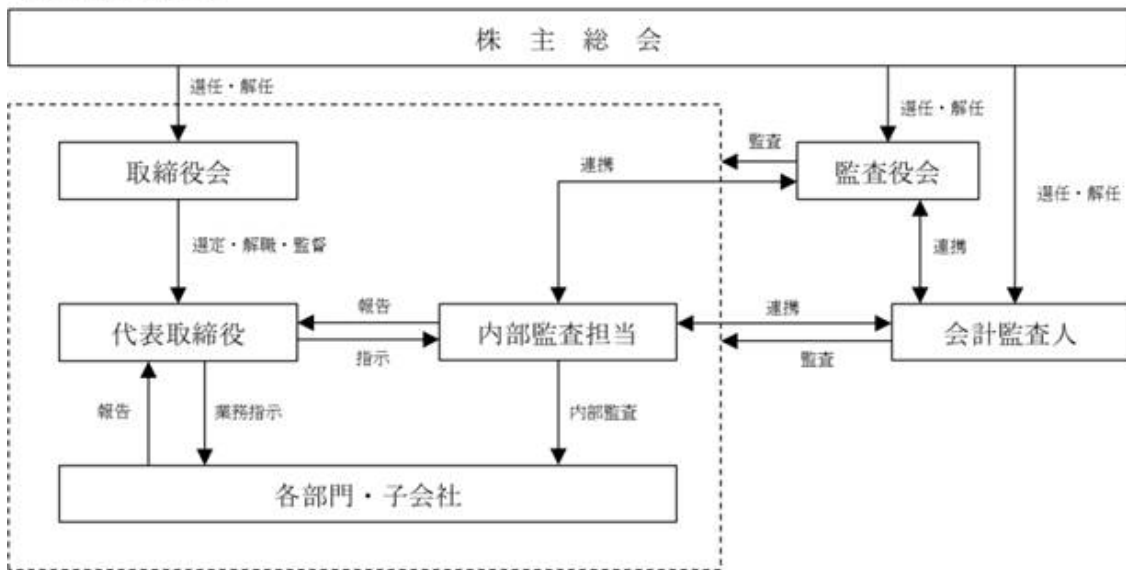 株 主 総 会
選任・解任
選任・解任
選任・解任
取締役会
監査
監査役会
連携
選定・解職・監督
連携
代表取締役
報告
指示
内部監査担当
連携
監査
会計監査人
報告
業務指示
内部監査
各部門・子会社